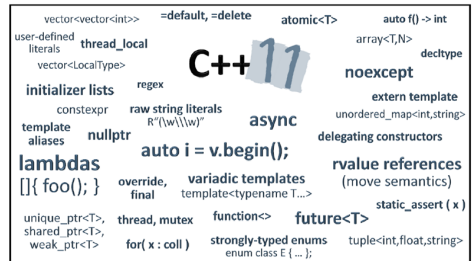 vector<vector<int>>
=default, =delete
atomic<T>
auto f() -> int
user-defined
literals
thread_local
array<T,N>
decltype
vector<LocalType>
C++ 11
noexcept
regex
initializer lists
extern template
constexpr
raw string literals
R"(\w\\\w)"
async
unordered_map<int,string>
template
aliases
nullptr
delegating constructors
auto i = v.begin();
lambdas
[]{ foo(); }
rvalue references
(move semantics)
override,
final
variadic templates
template<typename T...>
static_assert ( x )
unique_ptr<T>,
shared_ptr<T>,
weak_ptr<T>
thread, mutex
function<>
future<T>
for( x : coll )
strongly-typed enums
enum class E { ... };
tuple<int,float,string>